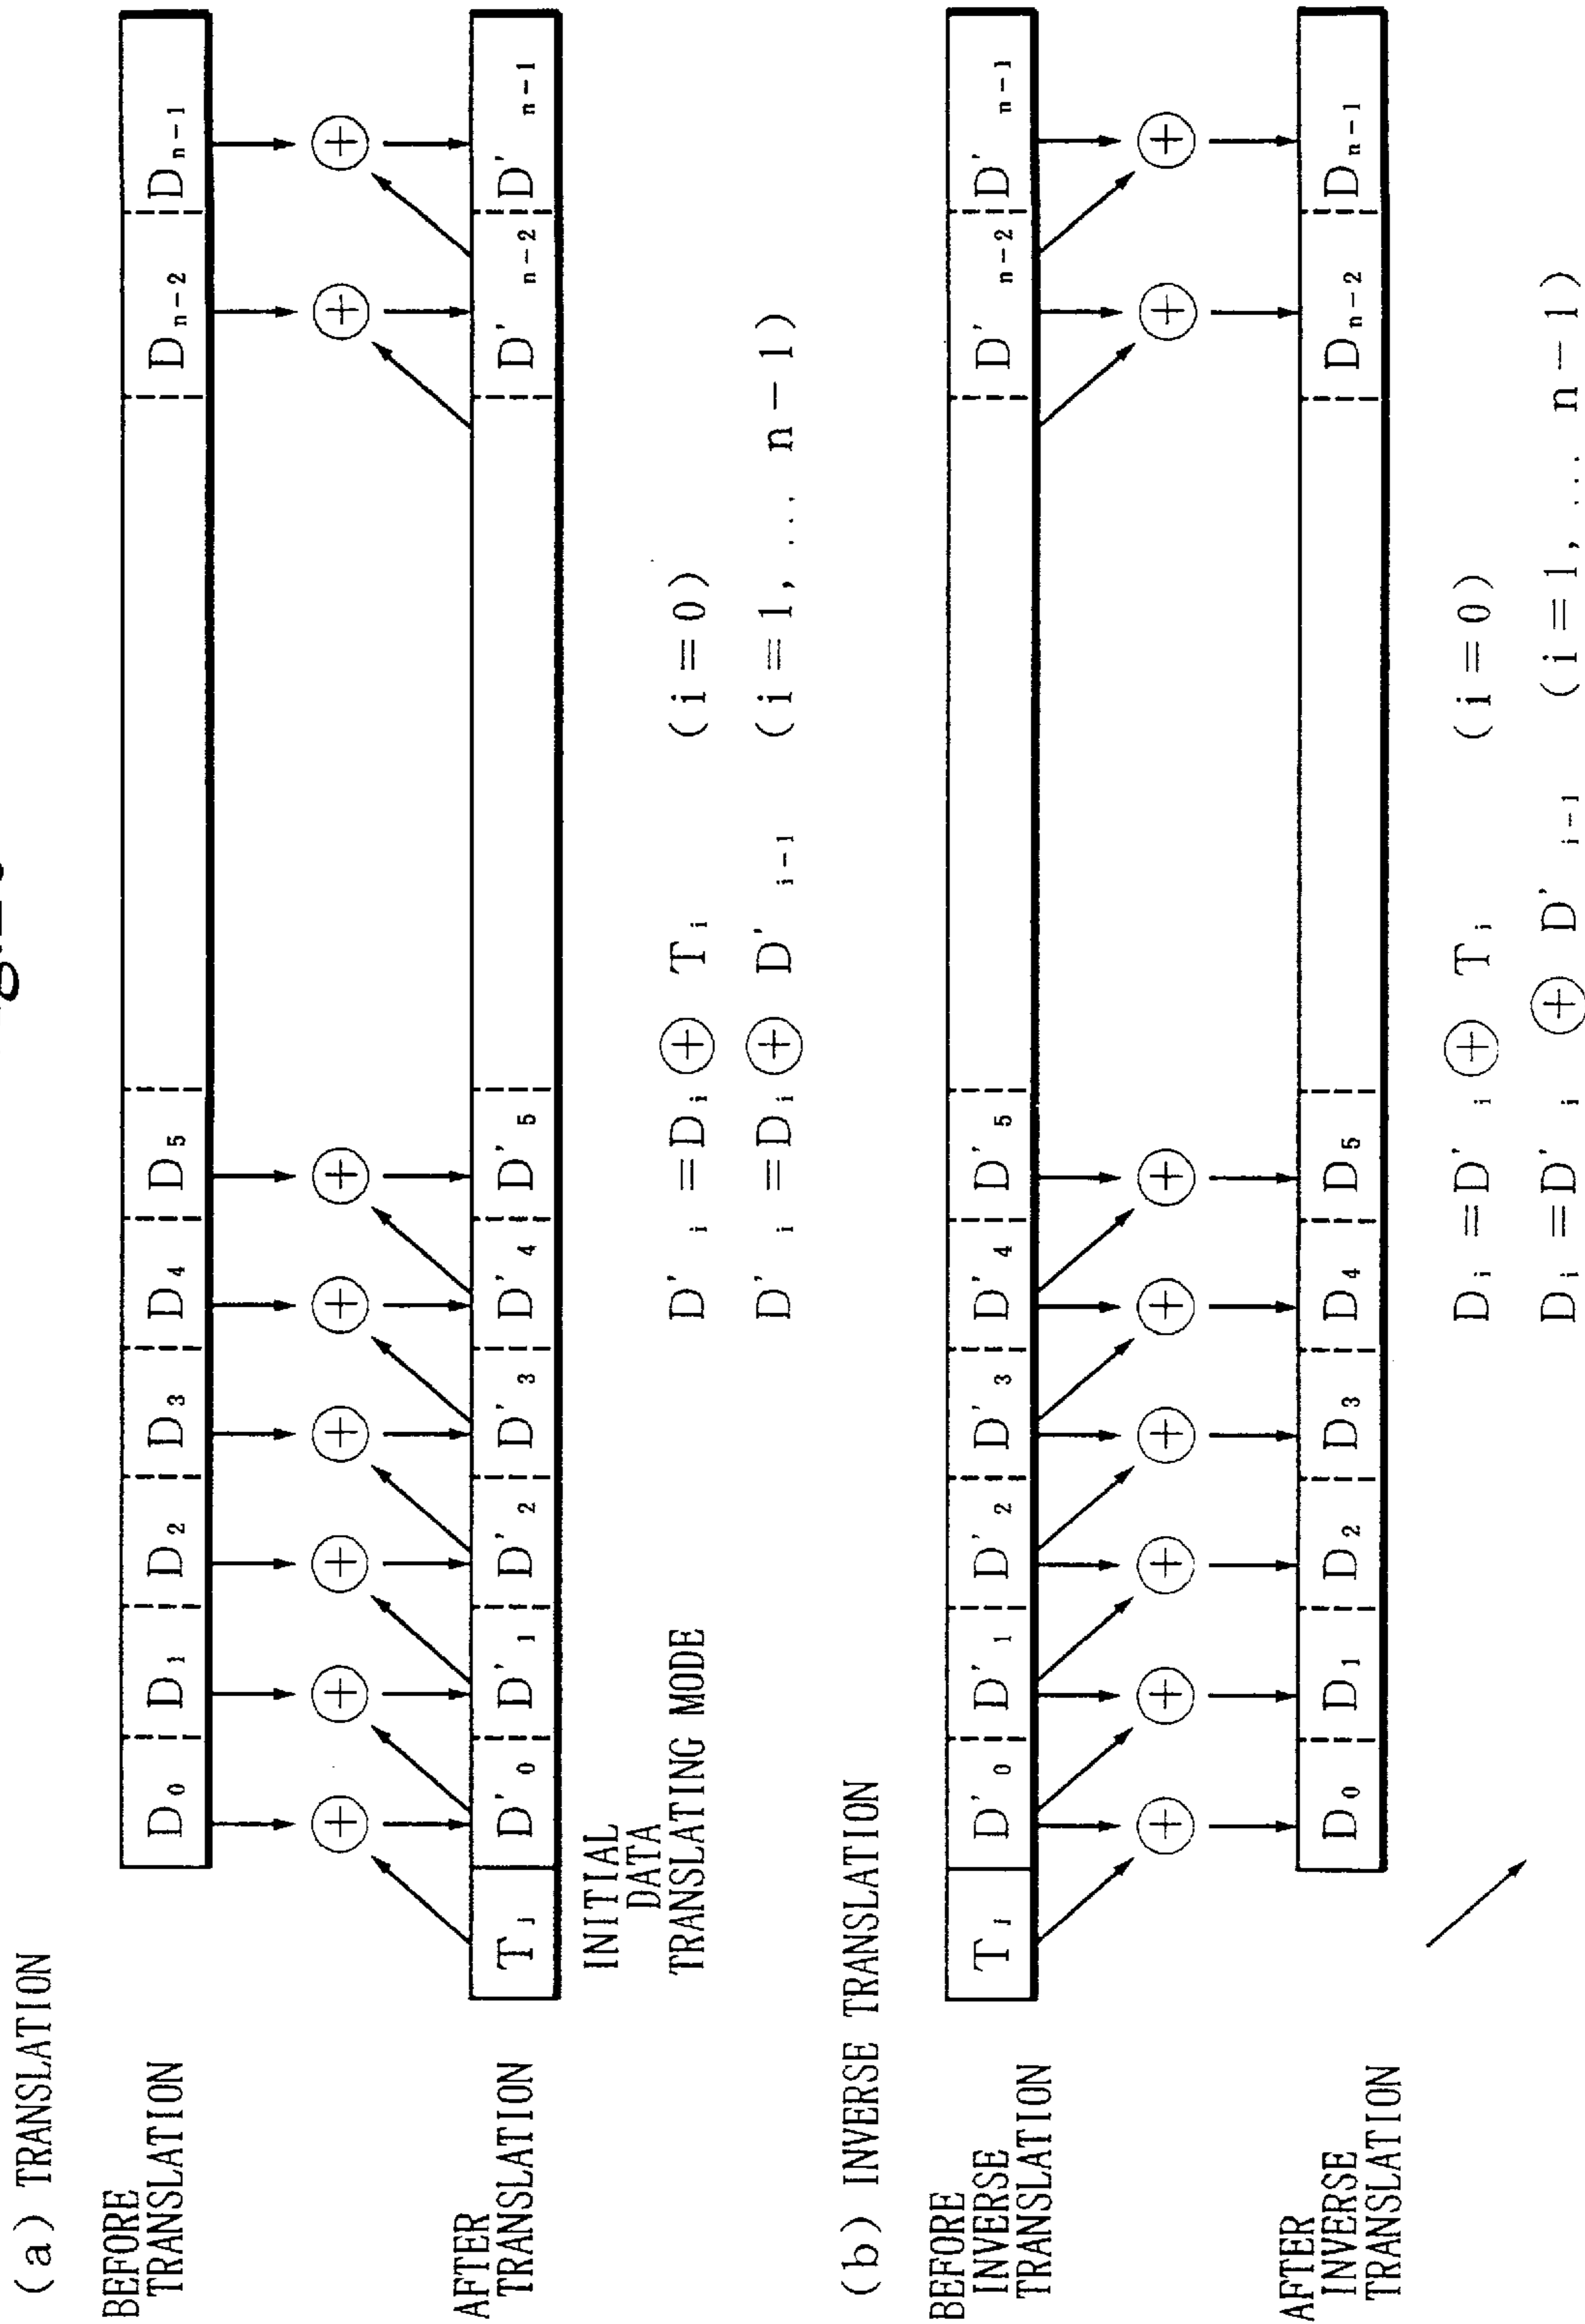 (a) TRANSLATION
BEFORE
TRANSLATION
D₀ D₁ D₂ D₃ D₄ D₅ Dₙ₋₂ Dₙ₋₁
⊕ ⊕ ⊕ ⊕ ⊕ ⊕ ⊕ ⊕
AFTER
TRANSLATION
Tⱼ D'₀ D'₁ D'₂ D'₃ D'₄ D'₅ D'ₙ₋₂ D'ₙ₋₁
INITIAL
DATA
TRANSLATING MODE
D'ᵢ = Dᵢ ⊕ Tᵢ (i = 0)
D'ᵢ = Dᵢ ⊕ D'ᵢ₋₁ (i = 1, ... n − 1)
(b) INVERSE TRANSLATION
BEFORE
INVERSE
TRANSLATION
Tⱼ D'₀ D'₁ D'₂ D'₃ D'₄ D'₅ D'ₙ₋₂ D'ₙ₋₁
⊕ ⊕ ⊕ ⊕ ⊕ ⊕ ⊕ ⊕
AFTER
INVERSE
TRANSLATION
D₀ D₁ D₂ D₃ D₄ D₅ Dₙ₋₂ Dₙ₋₁
Dᵢ = D'ᵢ ⊕ Tᵢ (i = 0)
Dᵢ = D'ᵢ ⊕ D'ᵢ₋₁ (i = 1, ... n − 1)